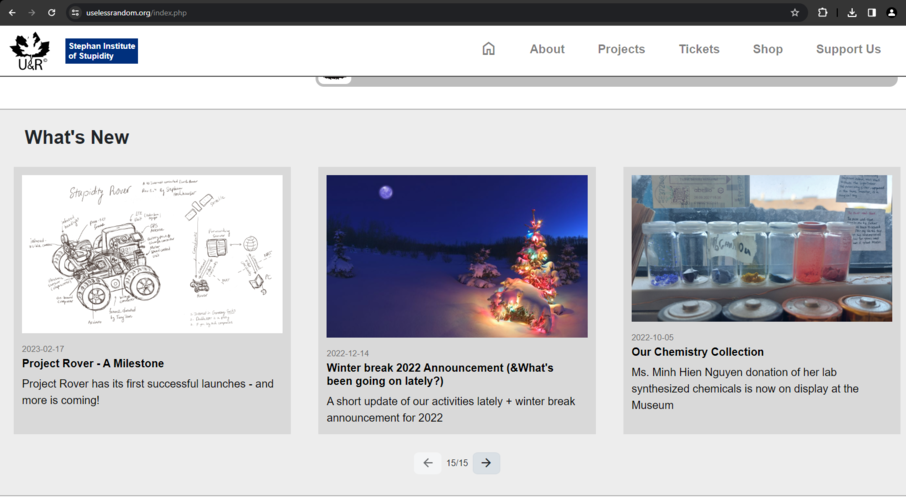 uselessrandom.org/index.php
U&R
Stephan Institute
of Stupidity
About
Projects
Tickets
Shop
Support Us
What's New
Stupidity Rover
2023-02-17
Project Rover - A Milestone
Project Rover has its first successful launches - and
more is coming!
2022-12-14
Winter break 2022 Announcement (&What's
been going on lately?)
A short update of our activities lately + winter break
announcement for 2022
2022-10-05
Our Chemistry Collection
Ms. Minh Hien Nguyen donation of her lab
synthesized chemicals is now on display at the
Museum
15/15